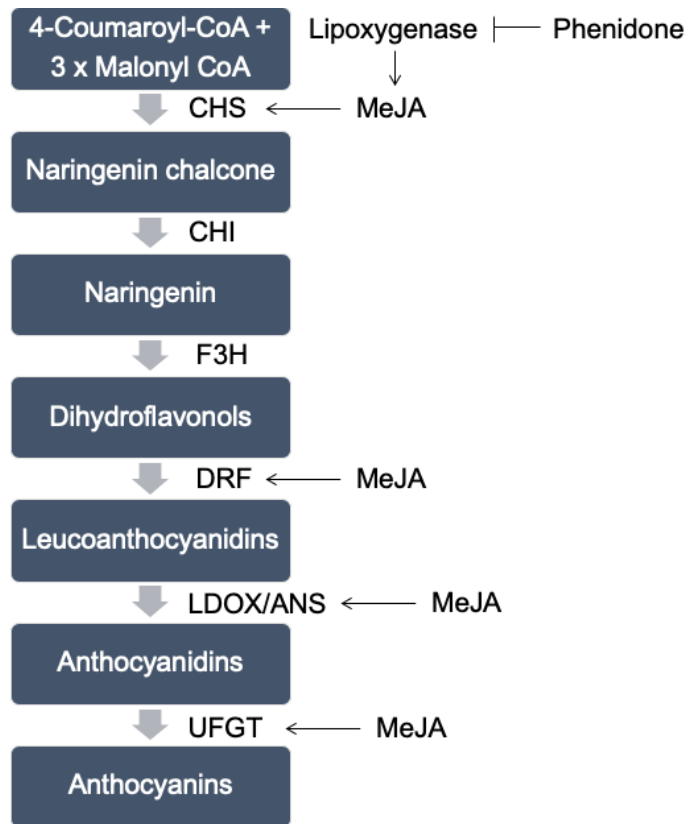 4-Coumaroyl-CoA +
3 x Malonyl CoA
Lipoxygenase
Phenidone
CHS
MeJA
Naringenin chalcone
CHI
Naringenin
F3H
Dihydroflavonols
DRF
MeJA
Leucoanthocyanidins
LDOX/ANS
MeJA
Anthocyanidins
UFGT
MeJA
Anthocyanins